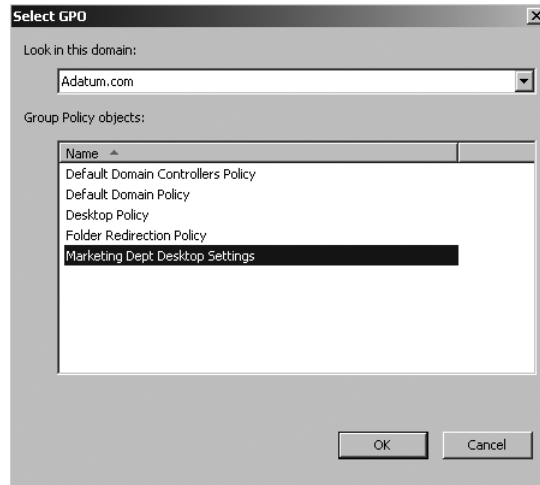 Select GPO
Look in this domain:
Adatum.com
Group Policy objects:
Name
Default Domain Controllers Policy
Default Domain Policy
Desktop Policy
Folder Redirection Policy
Marketing Dept Desktop Settings
OK
Cancel